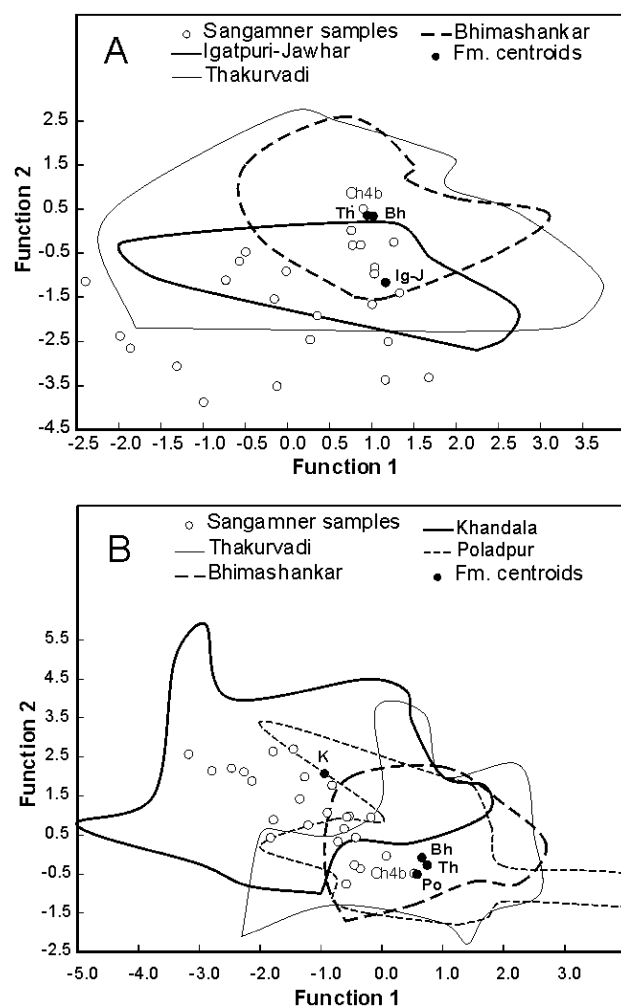 A
Sangamner samples
Bhimashankar
Igatpuri-Jawhar
Fm. centroids
Thakurvadi
Function 2
2.5
1.5
0.5
-0.5
-1.5
-2.5
-3.5
-4.5
Ch4b
Th Bh
Ig-J
-2.5 -2.0 -1.5 -1.0 -0.5 0.0 0.5 1.0 1.5 2.0 2.5 3.0 3.5
Function 1
B
Sangamner samples
Khandala
Thakurvadi
Poladpur
Bhimashankar
Fm. centroids
Function 2
5.5
4.5
3.5
2.5
1.5
0.5
-0.5
-1.5
-2.5
K
Bh
Ch4b Th
Po
-5.0 -4.0 -3.0 -2.0 -1.0 0.0 1.0 2.0 3.0
Function 1